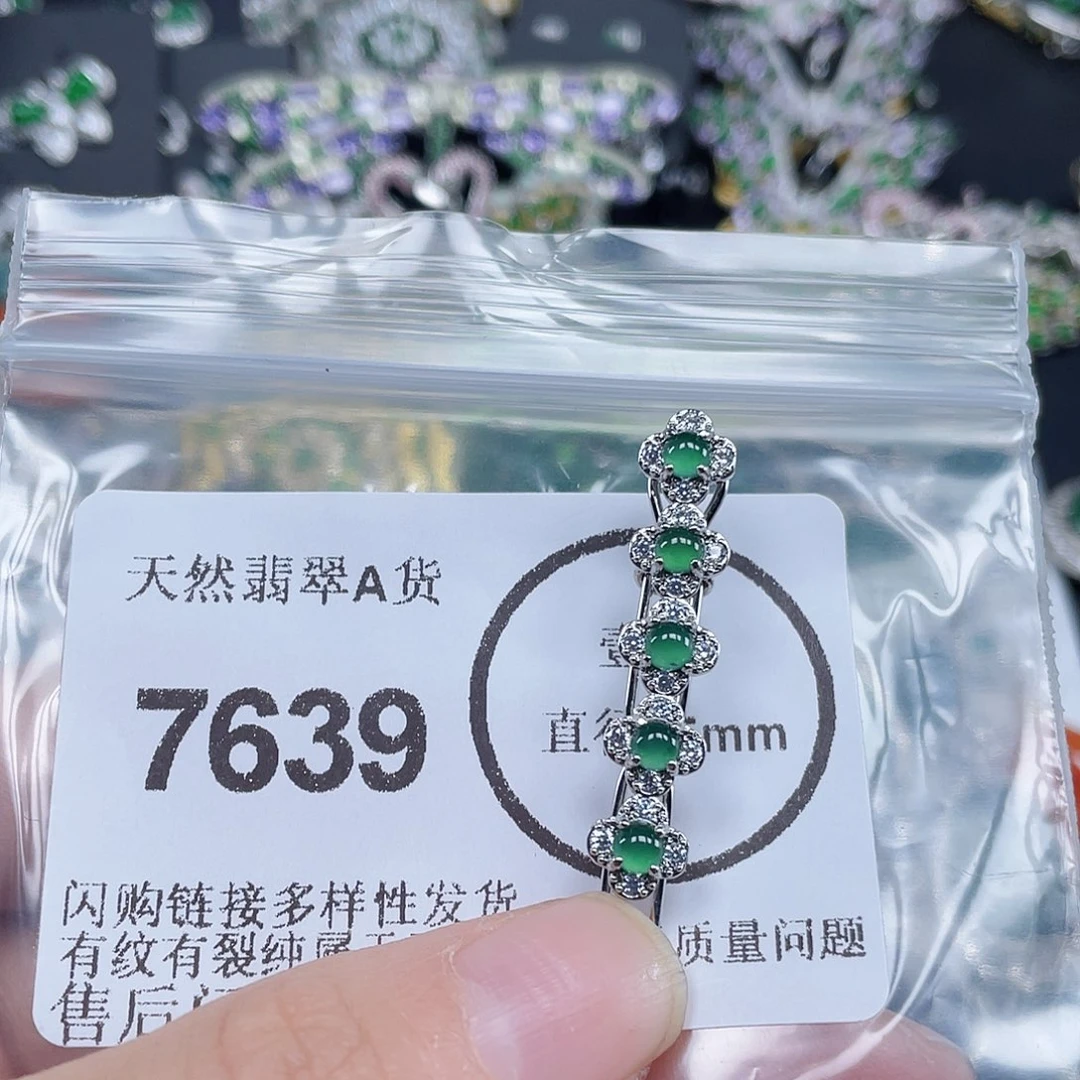 天然翡翠A货
7639
直 mm
闪购链接多样性发货
有纹有裂纯属 质量问题
售后